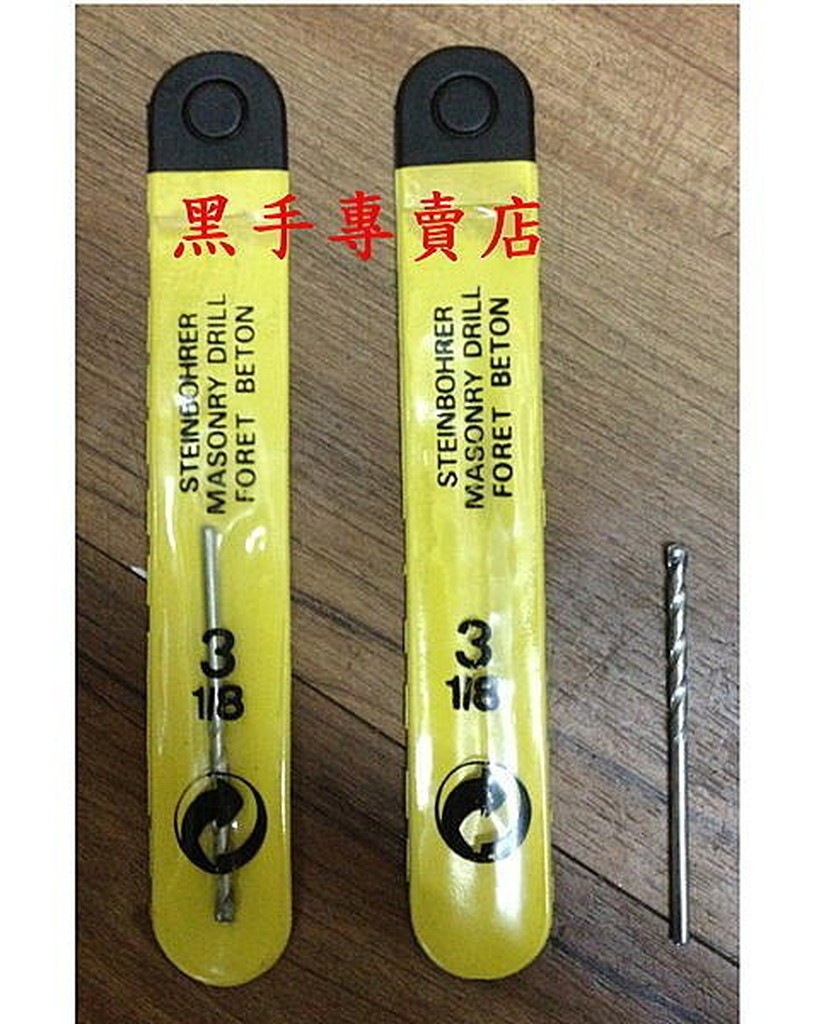 黑手專賣店
STEINBOHRER
MASONRY DRILL
FORET BETON
3
1/8
STEINBOHRER
MASONRY DRILL
FORET BETON
3
1/8